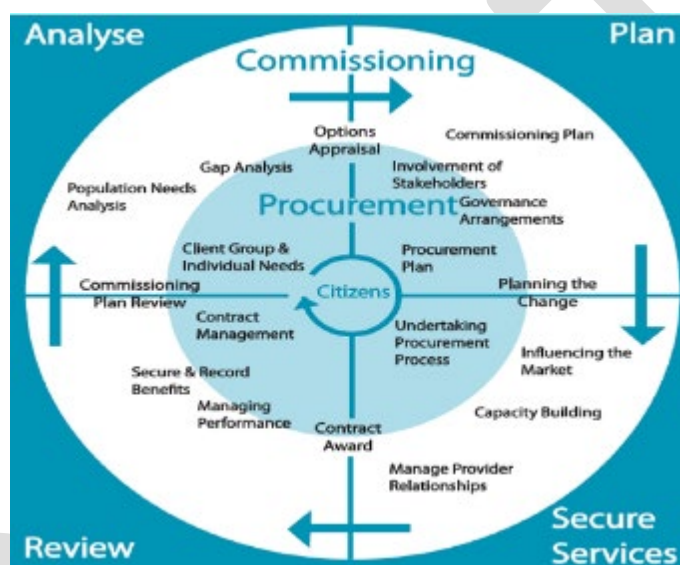 Analyse
Plan
Commissioning
Options
Appraisal
Commissioning Plan
Gap Analysis
Involvement of
Stakeholders
Population Needs
Analysis
Procurement
Governance
Arrangements
Client Group &
Individual Needs
Procurement
Plan
Commissioning
Plan Review
Citizens
Planning the
Change
Contract
Management
Undertaking
Procurement
Process
Influencing the
Market
Secure & Record
Benefits
Managing
Performance
Capacity Building
Contract
Award
Manage Provider
Relationships
Review
Secure
Services